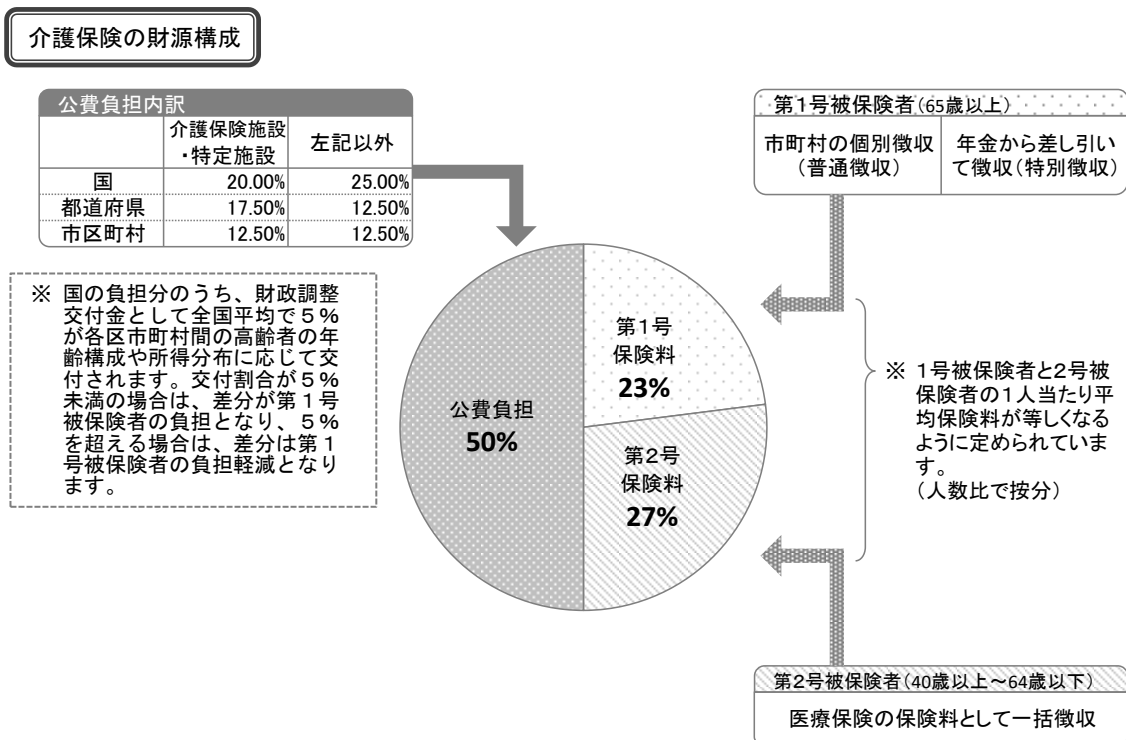 介護保険の財源構成
公費負担内訳
介護保険施設
・特定施設
左記以外
国 20.00% 25.00%
都道府県 17.50% 12.50%
市区町村 12.50% 12.50%
※ 国の負担分のうち、財政調整
交付金として全国平均で5%
が各区市町村間の高齢者の年
齢構成や所得分布に応じて交
付されます。交付割合が5%
未満の場合は、差分が第1号
被保険者の負担となり、5%
を超える場合は、差分は第1
号被保険者の負担軽減となり
ます。
公費負担
50%
第1号
保険料
23%
第2号
保険料
27%
第1号被保険者(65歳以上)
市町村の個別徴収
(普通徴収)
年金から差し引い
て徴収(特別徴収)
※ 1号被保険者と2号被
保険者の1人当たり平
均保険料が等しくなる
ように定められていま
す。
(人数比で按分)
第2号被保険者(40歳以上~64歳以下)
医療保険の保険料として一括徴収